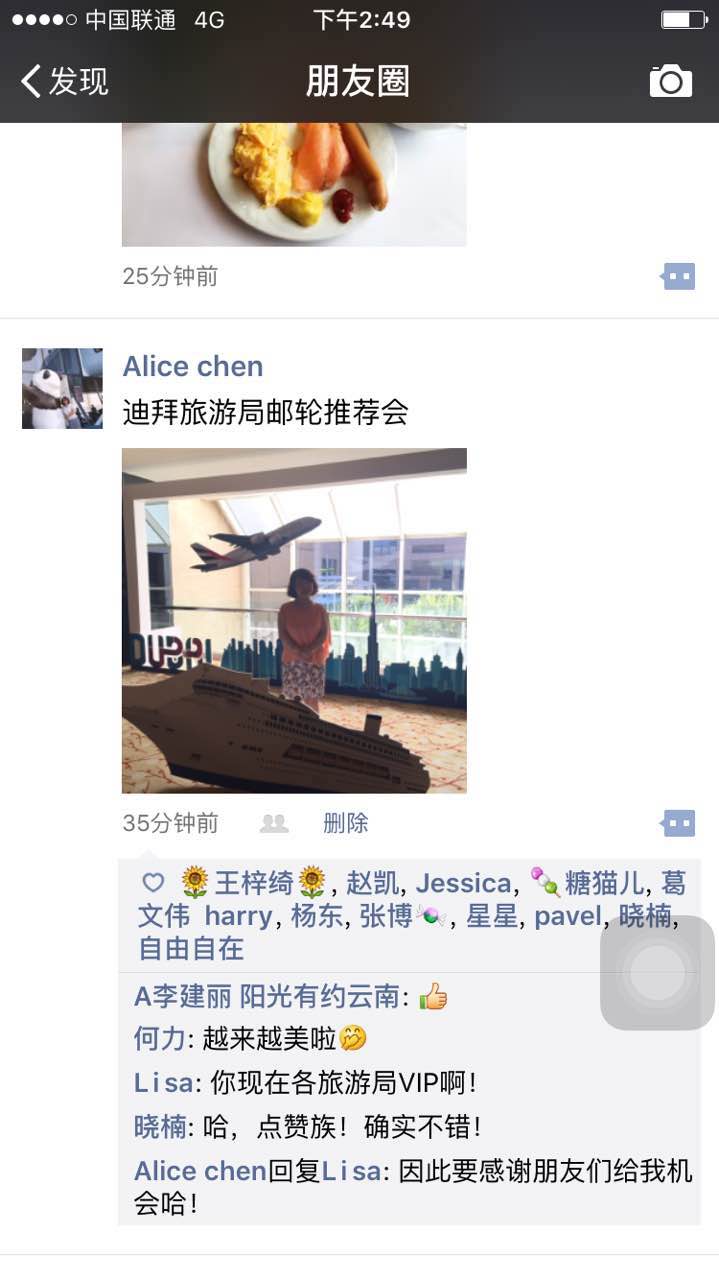 中国联通 4G 下午2:49
发现 朋友圈
25分钟前
Alice chen
迪拜旅游局邮轮推荐会
DUBAI
35分钟前 删除
🌻王梓绮🌻, 赵凯, Jessica, 🍡糖猫儿, 葛
文伟 harry, 杨东, 张博🍬, 星星, pavel, 晓楠,
自由自在
A李建丽 阳光有约云南: 👍
何力: 越来越美啦🤭
Lisa: 你现在各旅游局VIP啊！
晓楠: 哈，点赞族！确实不错！
Alice chen回复Lisa: 因此要感谢朋友们给我机
会哈！